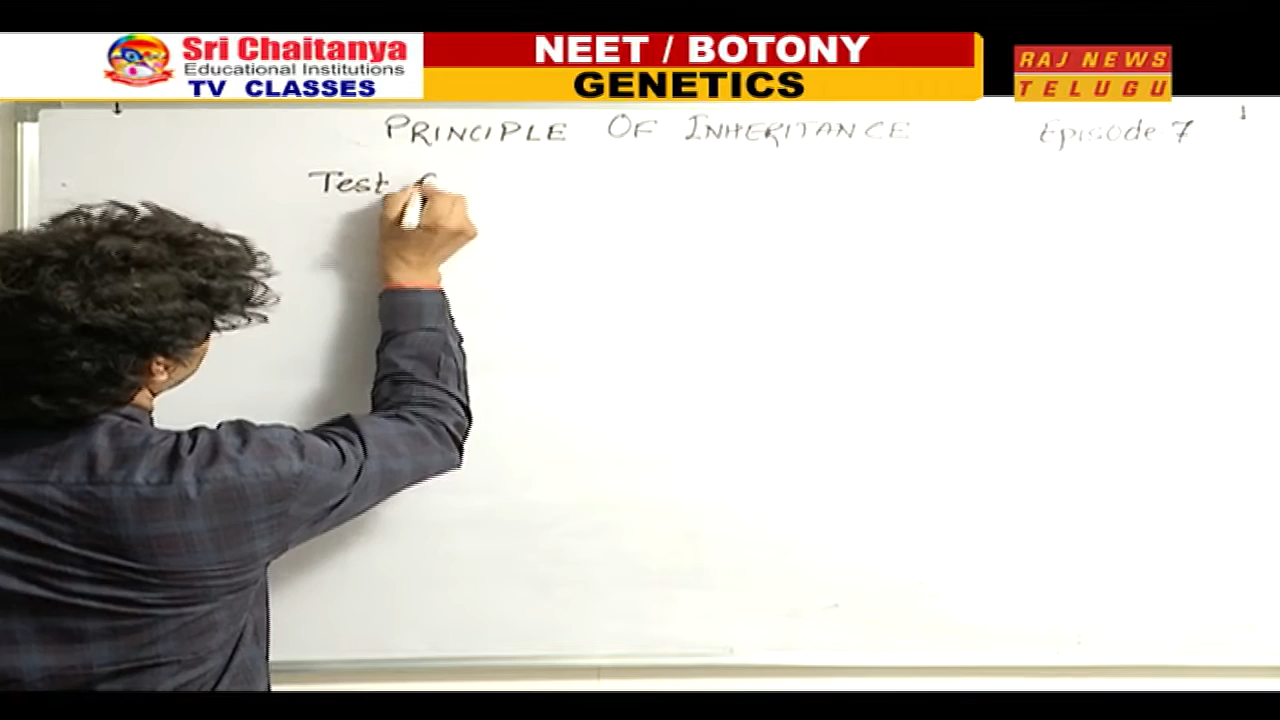 Sri Chaitanya
Educational Institutions
TV CLASSES
NEET / BOTONY
GENETICS
RAJ NEWS
TELUGU
PRINCIPLE OF INHERITANCE
Episode-7
Test C